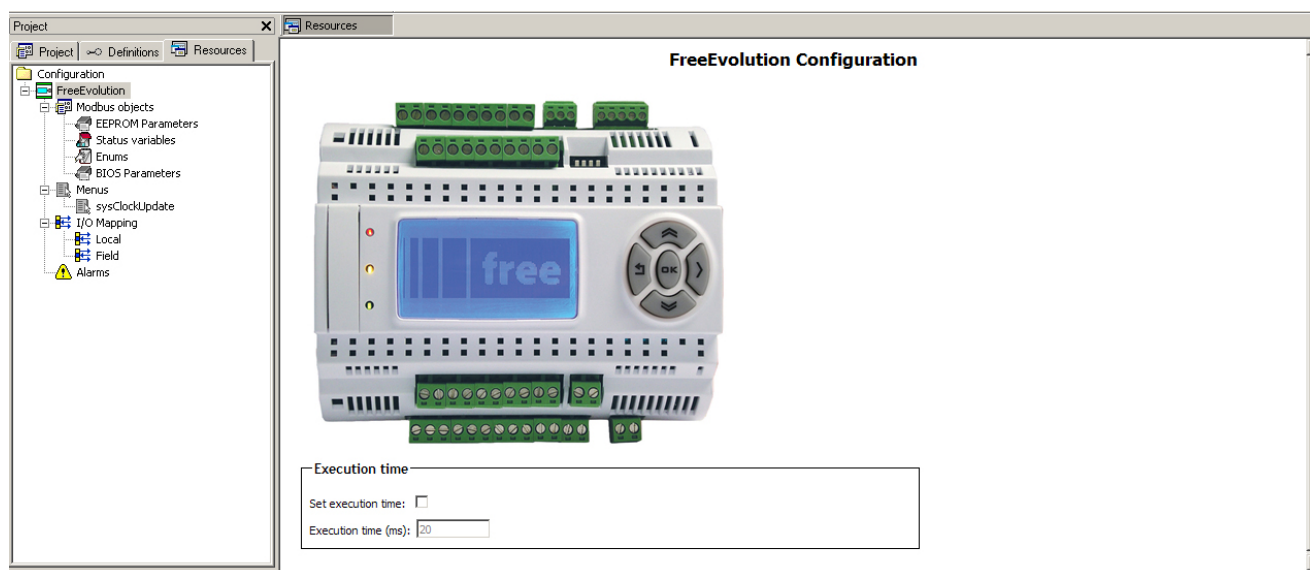 Project
Project
Definitions
Resources
Configuration
FreeEvolution
Modbus objects
EEPROM Parameters
Status variables
Enums
BIOS Parameters
Menus
sysClockUpdate
I/O Mapping
Local
Field
Alarms
Resources
FreeEvolution Configuration
free
OK
Execution time
Set execution time:
Execution time (ms): 20